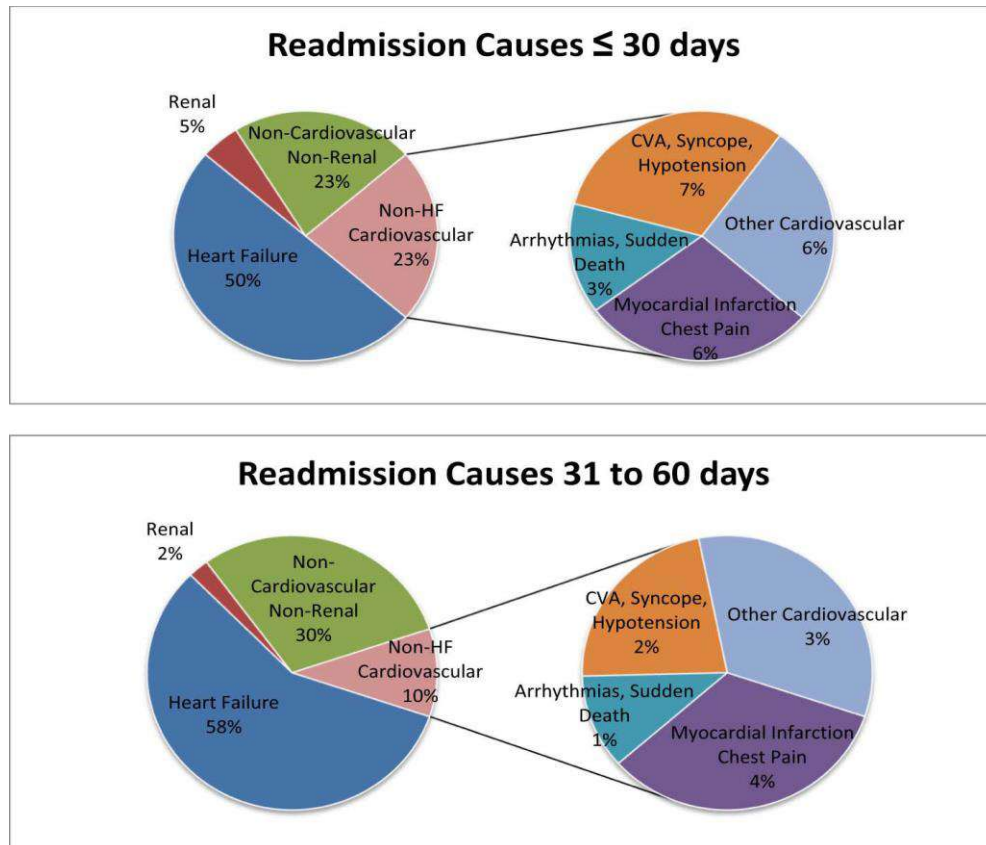 Readmission Causes ≤ 30 days
Renal
5%
Non-Cardiovascular
Non-Renal
23%
Non-HF
Cardiovascular
23%
Heart Failure
50%
CVA, Syncope,
Hypotension
7%
Other Cardiovascular
6%
Arrhythmias, Sudden
Death
3%
Myocardial Infarction
Chest Pain
6%
Readmission Causes 31 to 60 days
Renal
2%
Non-
Cardiovascular
Non-Renal
30%
Non-HF
Cardiovascular
10%
Heart Failure
58%
CVA, Syncope,
Hypotension
2%
Other Cardiovascular
3%
Arrhythmias, Sudden
Death
1%
Myocardial Infarction
Chest Pain
4%